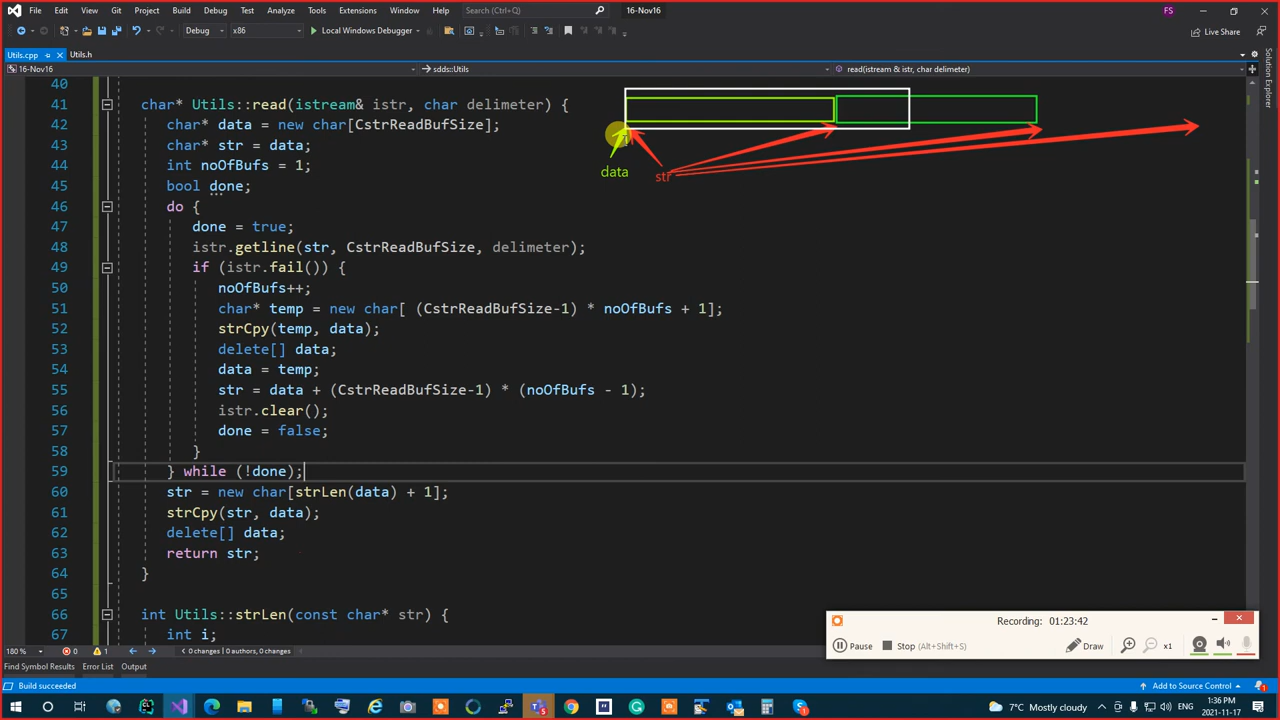 File Edit View Git Project Build Debug Test Analyze Tools Extensions Window Help Search (Ctrl+Q) 16-Nov16 FS
Debug x86 Local Windows Debugger Live Share
Utils.cpp Utils.h
16-Nov16 sdds::Utils read(istream & istr, char delimeter)
Solution Explorer
40
41 char* Utils::read(istream& istr, char delimeter) {
42 char* data = new char[CstrReadBufSize];
43 char* str = data;
44 int noOfBufs = 1;
45 bool done;
46 do {
47 done = true;
48 istr.getline(str, CstrReadBufSize, delimeter);
49 if (istr.fail()) {
50 noOfBufs++;
51 char* temp = new char[ (CstrReadBufSize-1) * noOfBufs + 1];
52 strCpy(temp, data);
53 delete[] data;
54 data = temp;
55 str = data + (CstrReadBufSize-1) * (noOfBufs - 1);
56 istr.clear();
57 done = false;
58 }
59 } while (!done);
60 str = new char[strLen(data) + 1];
61 strCpy(str, data);
62 delete[] data;
63 return str;
64 }
65
66 int Utils::strLen(const char* str) {
67 int i;
data
str
Recording: 01:23:42
Pause Stop (Alt+Shift+S) Draw x1
180 % 0 1 0 changes | 0 authors, 0 changes
Find Symbol Results Error List Output
Build succeeded Add to Source Control 1
7°C Mostly cloudy ENG 1:36 PM 2021-11-17